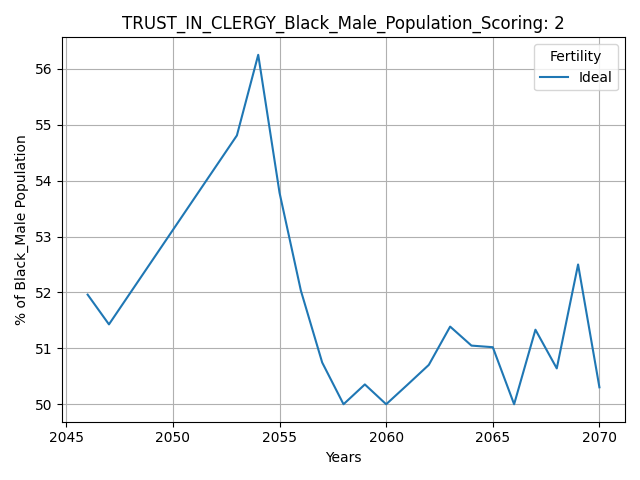 TRUST_IN_CLERGY_Black_Male_Population_Scoring: 2
Fertility
Ideal
% of Black_Male Population
56
55
54
53
52
51
50
2045 2050 2055 2060 2065 2070
Years